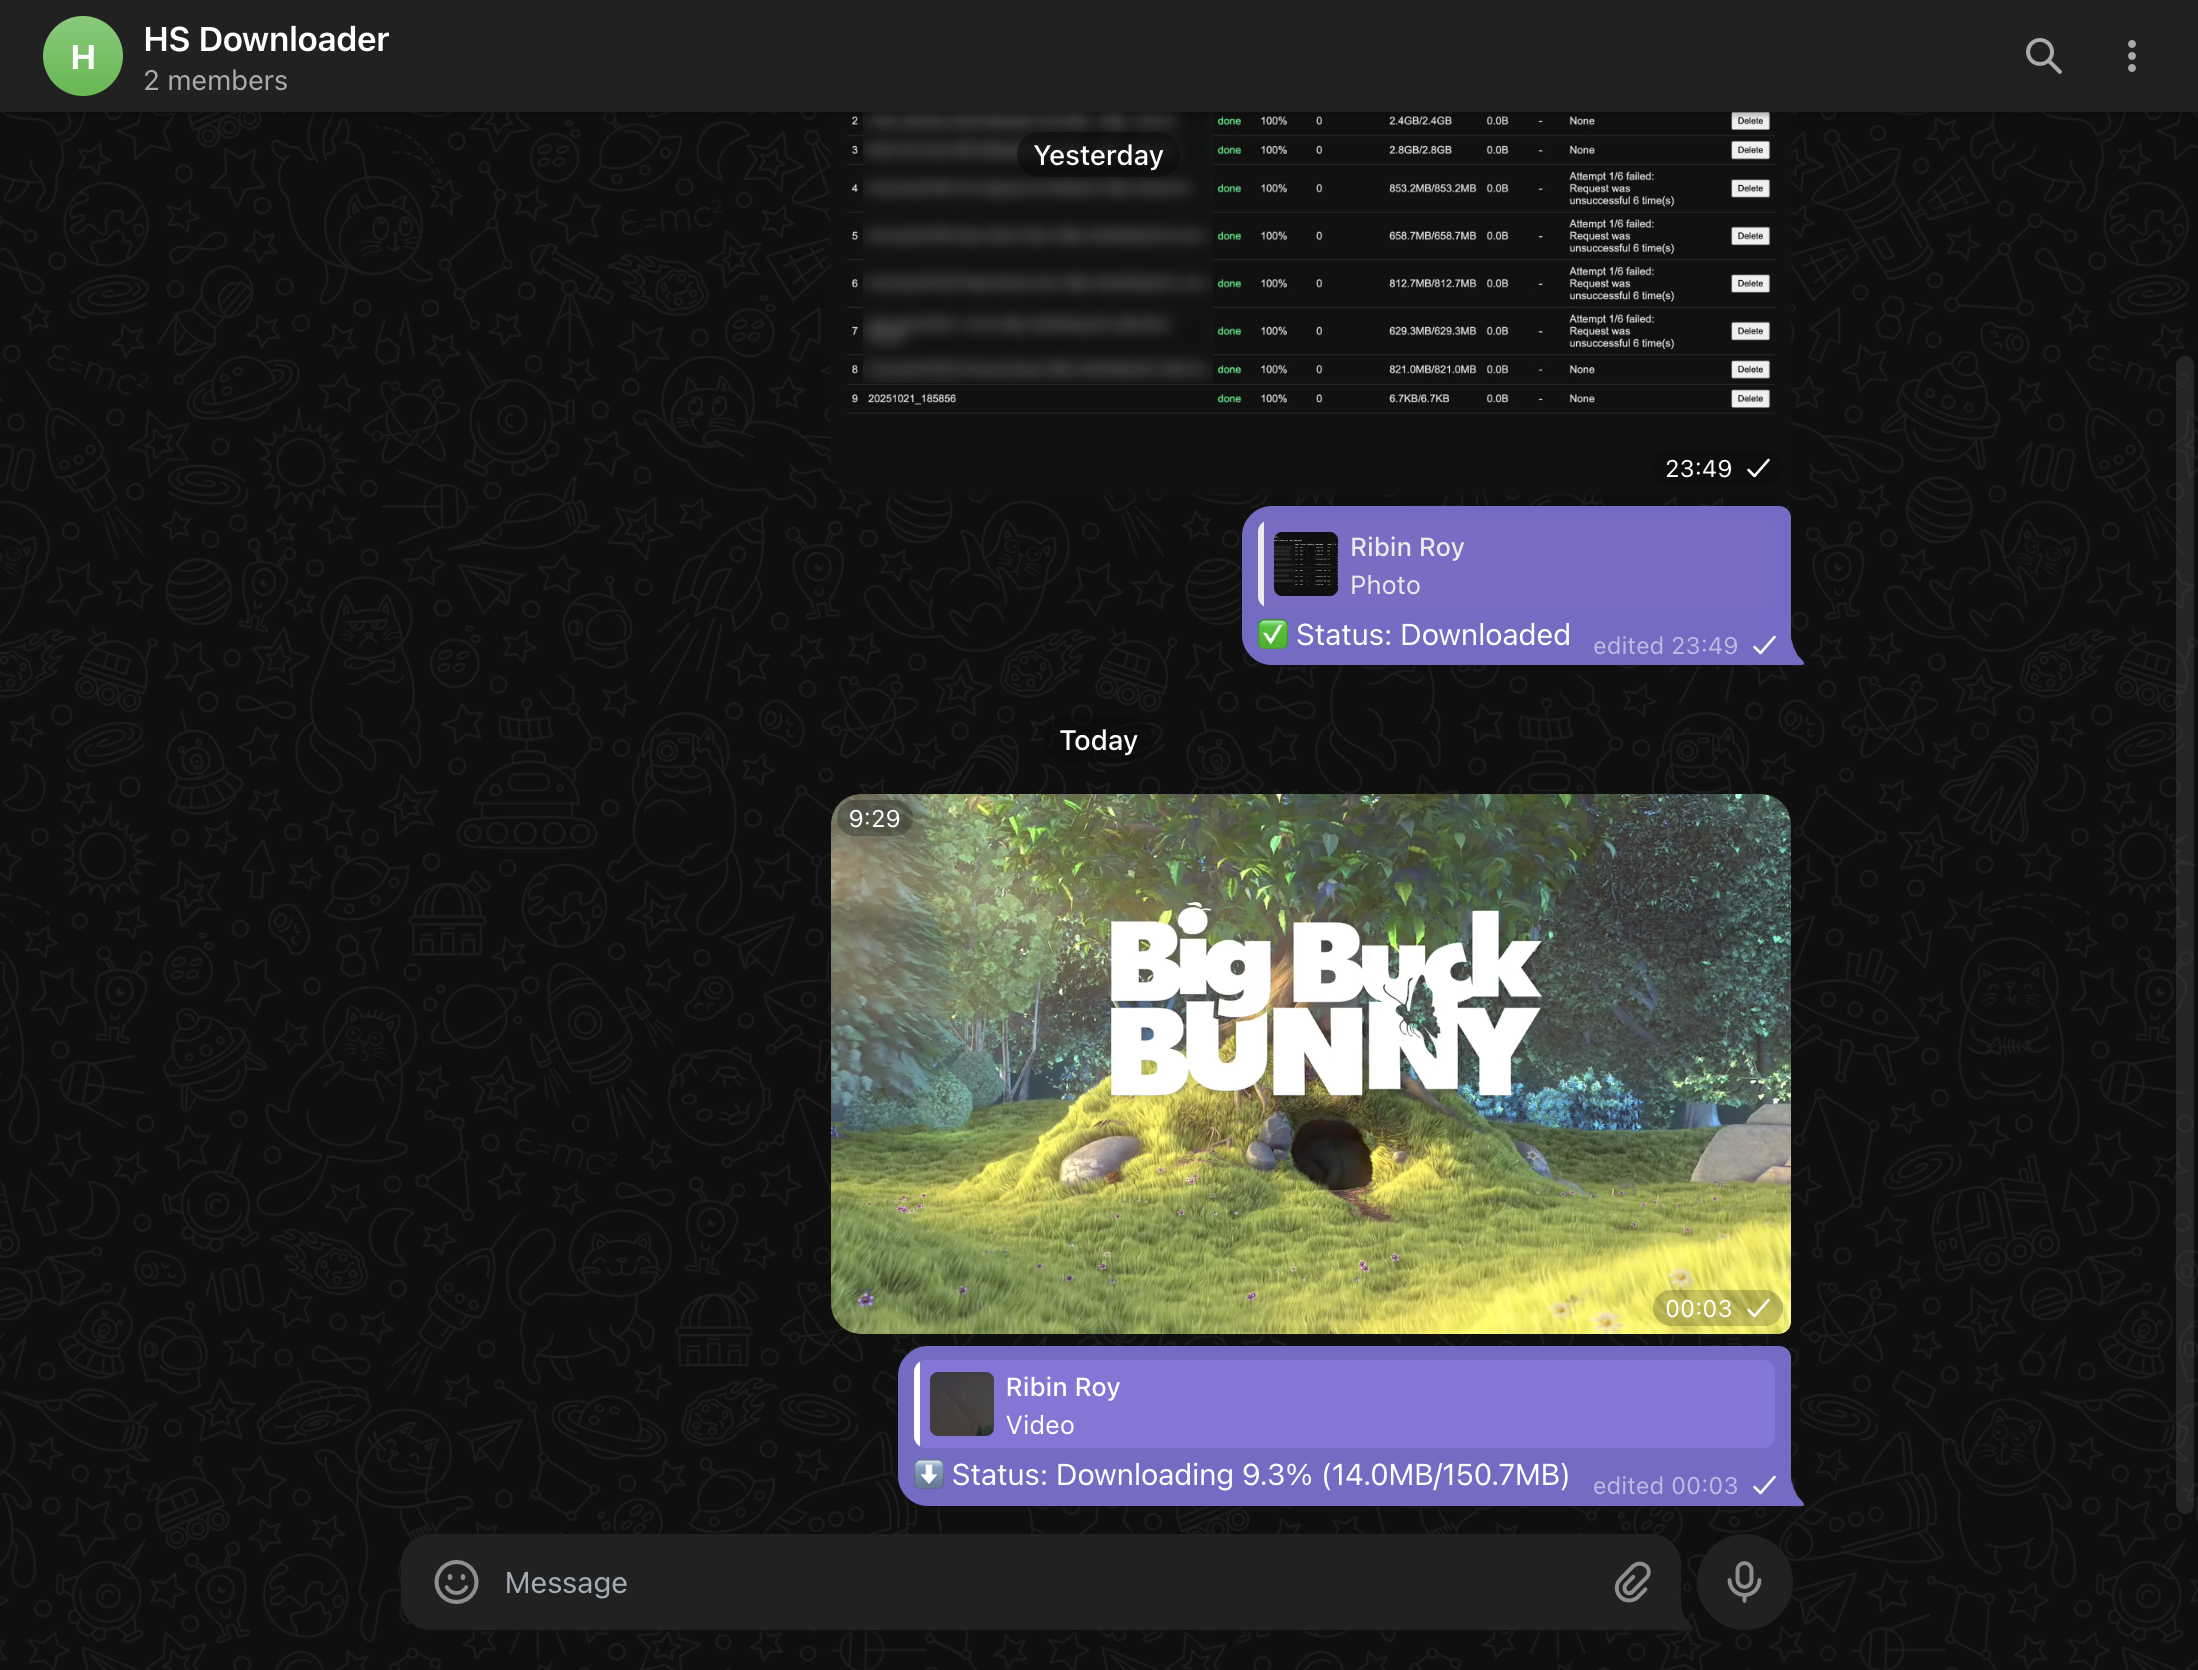 H
HS Downloader
2 members
2 done 100% 0 2.4GB/2.4GB 0.0B - None Delete
Yesterday
3 done 100% 0 2.8GB/2.8GB 0.0B - None Delete
4 done 100% 0 853.2MB/853.2MB 0.0B - Attempt 1/6 failed: Delete
Request was
unsuccessful 6 time(s)
5 done 100% 0 658.7MB/658.7MB 0.0B - Attempt 1/6 failed: Delete
Request was
unsuccessful 6 time(s)
6 done 100% 0 812.7MB/812.7MB 0.0B - Attempt 1/6 failed: Delete
Request was
unsuccessful 6 time(s)
7 done 100% 0 629.3MB/629.3MB 0.0B - Attempt 1/6 failed: Delete
Request was
unsuccessful 6 time(s)
8 done 100% 0 821.0MB/821.0MB 0.0B - None Delete
9 20251021_185856 done 100% 0 6.7KB/6.7KB 0.0B - None Delete
23:49
Ribin Roy
Photo
✅ Status: Downloaded edited 23:49
Today
9:29
Big Buck
BUNNY
00:03
Ribin Roy
Video
⬇️ Status: Downloading 9.3% (14.0MB/150.7MB) edited 00:03
Message